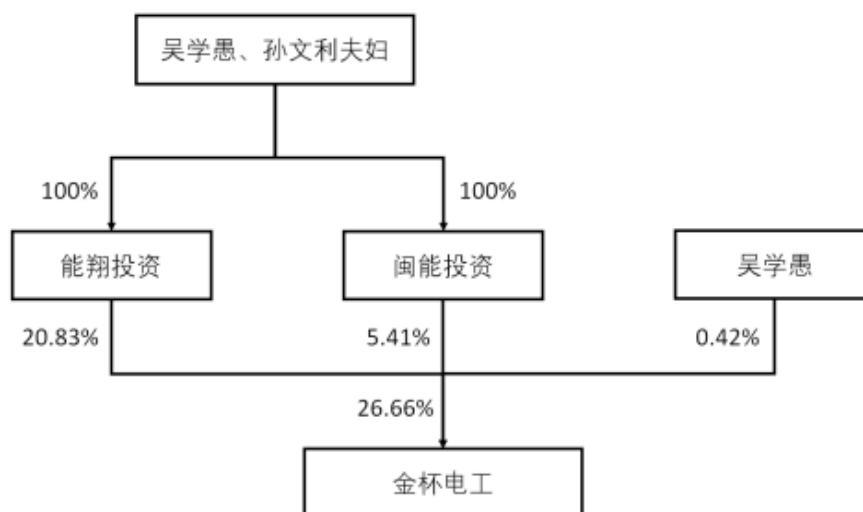 吴学愚、孙文利夫妇
100%
100%
能翔投资
闽能投资
吴学愚
20.83%
5.41%
0.42%
26.66%
金杯电工